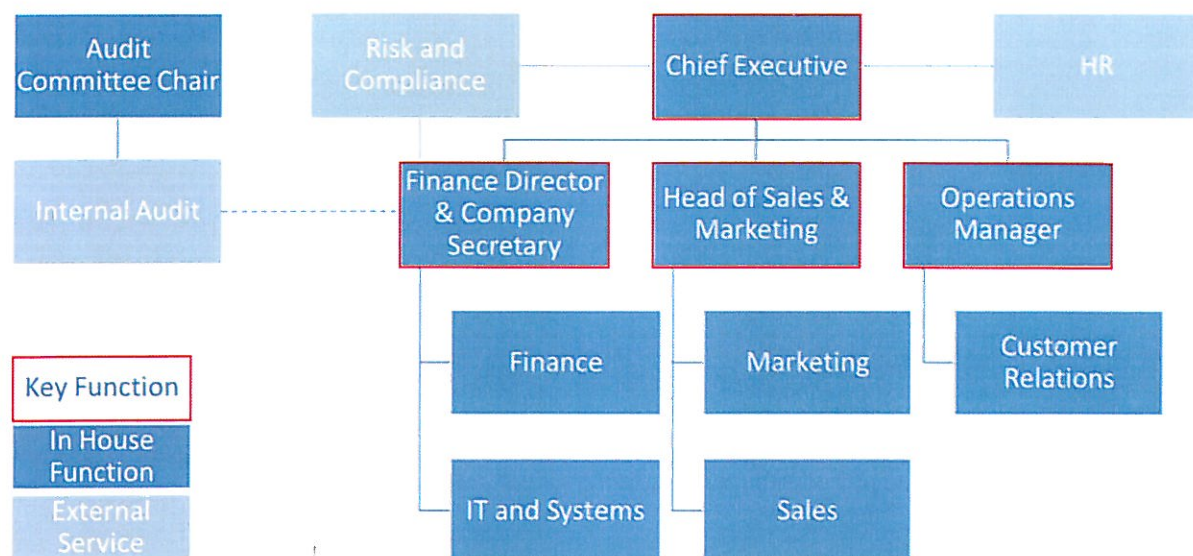 Audit
Committee Chair
Risk and
Compliance
Chief Executive
HR
Internal Audit
Finance Director
& Company
Secretary
Head of Sales &
Marketing
Operations
Manager
Finance
Marketing
Customer
Relations
IT and Systems
Sales
Key Function
In House
Function
External
Service